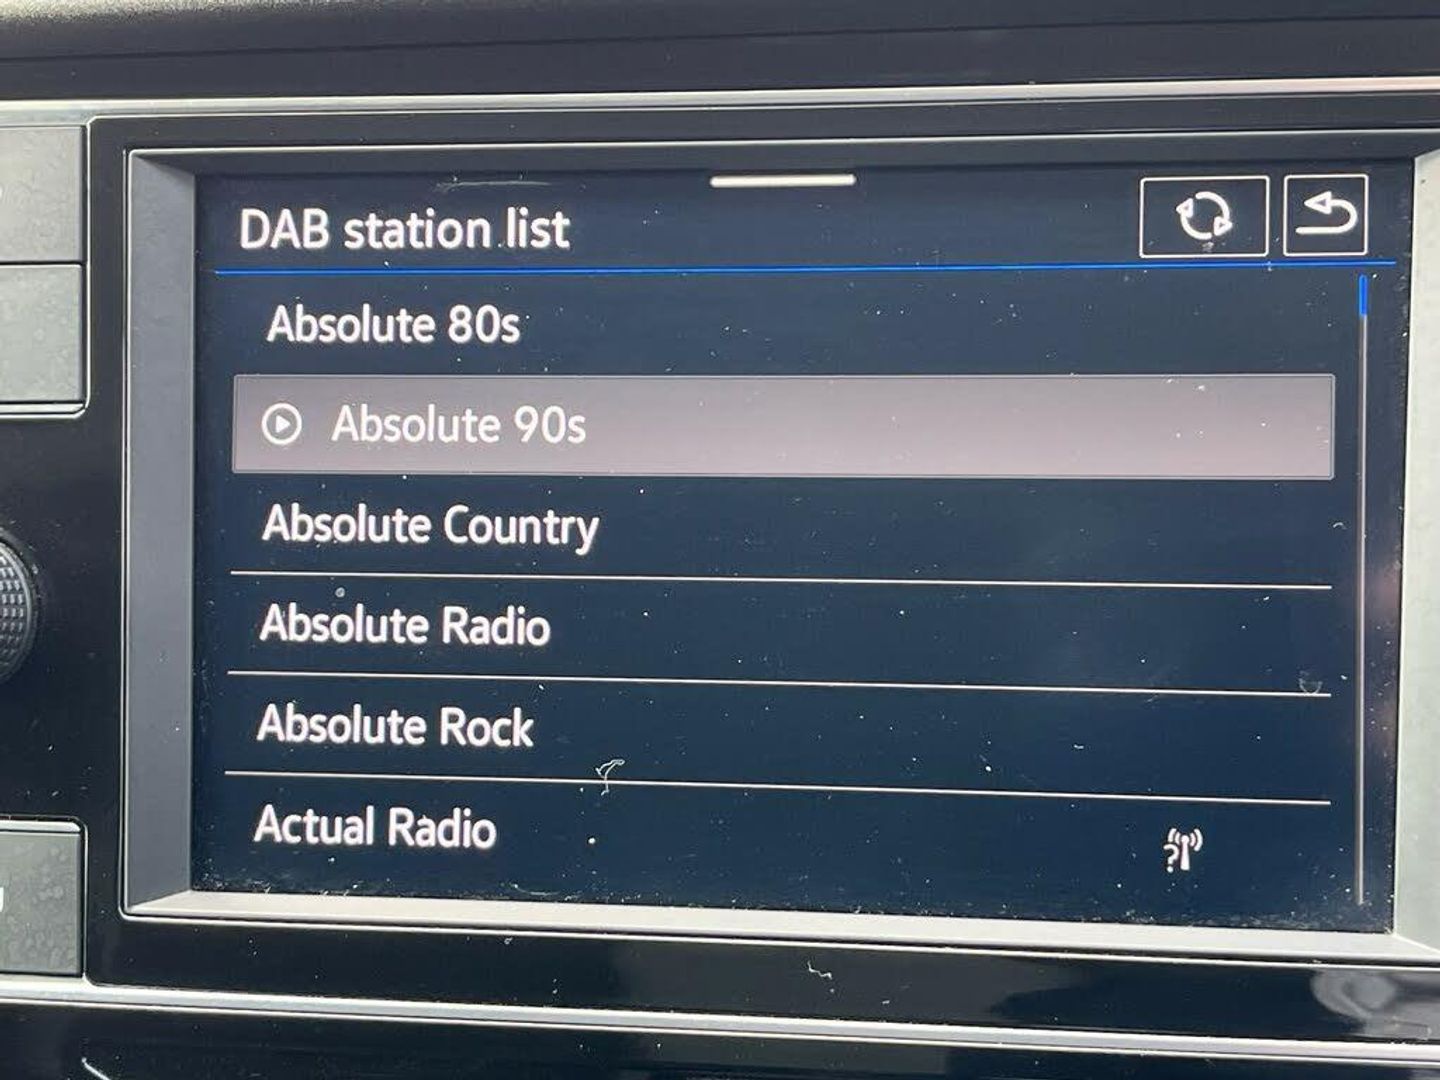 DAB station list
Absolute 80s
Absolute 90s
Absolute Country
Absolute Radio
Absolute Rock
Actual Radio